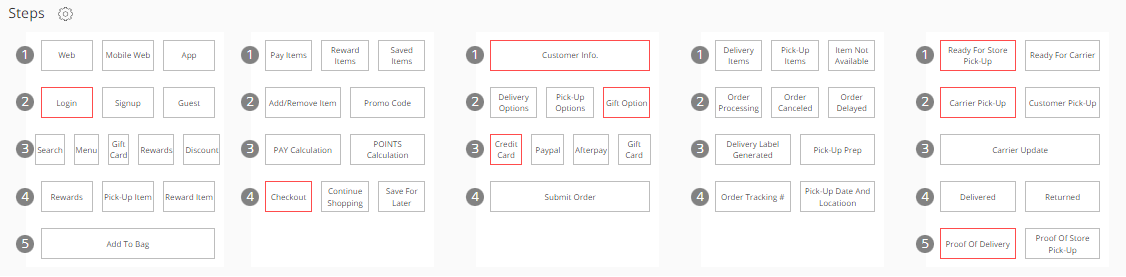 Steps
1 Web Mobile Web App
2 Login Signup Guest
3 Search Menu Gift Card Rewards Discount
4 Rewards Pick-Up Item Reward Item
5 Add To Bag
1 Pay Items Reward Items Saved Items
2 Add/Remove Item Promo Code
3 PAY Calculation POINTS Calculation
4 Checkout Continue Shopping Save For Later
1 Customer Info.
2 Delivery Options Pick-Up Options Gift Option
3 Credit Card Paypal Afterpay Gift Card
4 Submit Order
1 Delivery Items Pick-Up Items Item Not Available
2 Order Processing Order Canceled Order Delayed
3 Delivery Label Generated Pick-Up Prep
4 Order Tracking # Pick-Up Date And Locatioon
1 Ready For Store Pick-Up Ready For Carrier
2 Carrier Pick-Up Customer Pick-Up
3 Carrier Update
4 Delivered Returned
5 Proof Of Delivery Proof Of Store Pick-Up